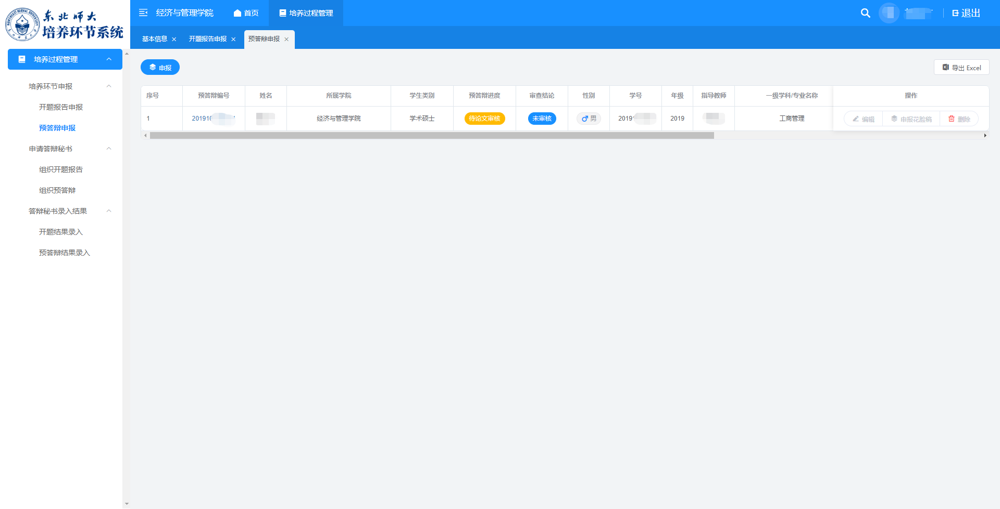 东北师大
培养环节系统
NORTHEAST NORMAL UNIVERSITY
经济与管理学院
首页
培养过程管理
退出
基本信息
开题报告申报
预答辩申报
培养过程管理
培养环节申报
开题报告申报
预答辩申报
申请答辩秘书
组织开题报告
组织预答辩
答辩秘书录入结果
开题结果录入
预答辩结果录入
申报
导出 Excel
序号 预答辩编号 姓名 所属学院 学生类别 预答辩进度 审查结论 性别 学号 年级 指导教师 一级学科/专业名称 操作
1 20191 经济与管理学院 学术硕士 待论文审核 未审核 男 2019 2019 工商管理 编辑 申报花脸稿 删除